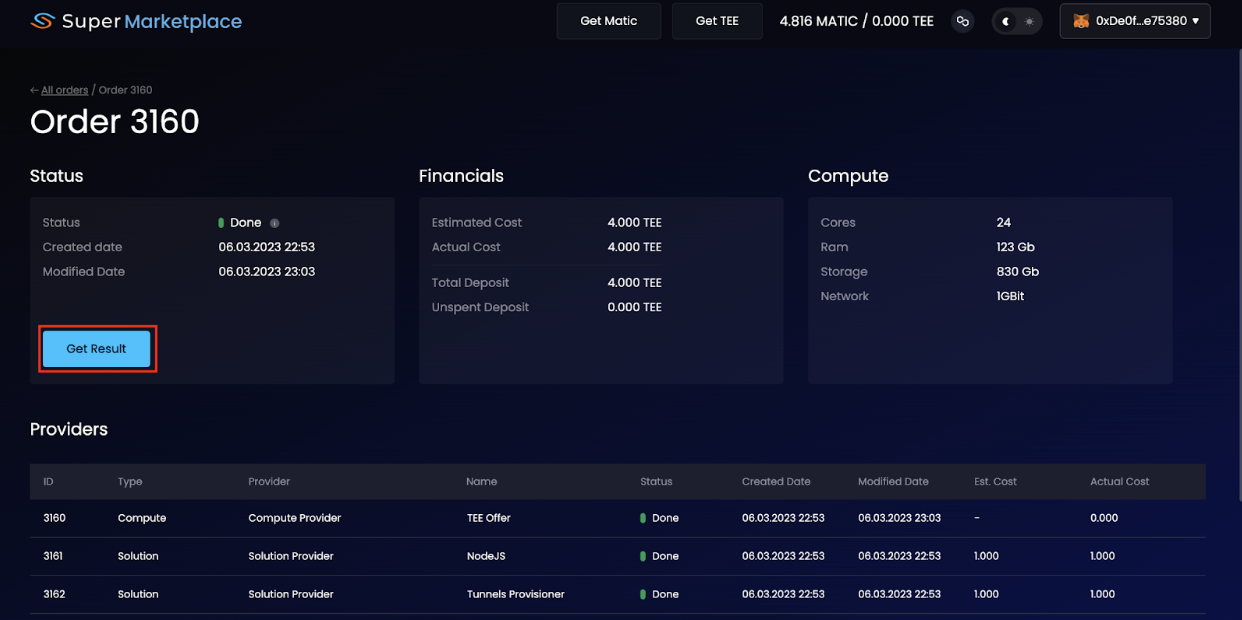 Super Marketplace Get Matic Get TEE 4.816 MATIC / 0.000 TEE 0xDe0f...e75380 ▾
← All orders / Order 3160
Order 3160
Status
Status Done
Created date 06.03.2023 22:53
Modified Date 06.03.2023 23:03
Get Result
Financials
Estimated Cost 4.000 TEE
Actual Cost 4.000 TEE
Total Deposit 4.000 TEE
Unspent Deposit 0.000 TEE
Compute
Cores 24
Ram 123 Gb
Storage 830 Gb
Network 1GBit
Providers
ID Type Provider Name Status Created Date Modified Date Est. Cost Actual Cost
3160 Compute Compute Provider TEE Offer Done 06.03.2023 22:53 06.03.2023 23:03 - 0.000
3161 Solution Solution Provider NodeJS Done 06.03.2023 22:53 06.03.2023 22:53 1.000 1.000
3162 Solution Solution Provider Tunnels Provisioner Done 06.03.2023 22:53 06.03.2023 22:53 1.000 1.000